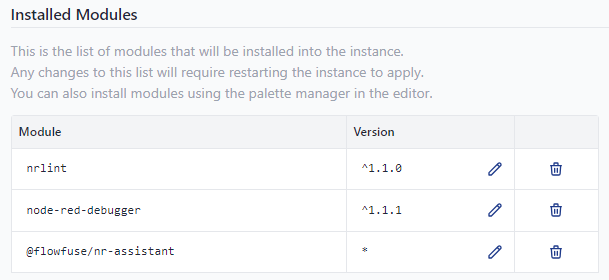 Installed Modules
This is the list of modules that will be installed into the instance.
Any changes to this list will require restarting the instance to apply.
You can also install modules using the palette manager in the editor.
Module Version
nrlint ^1.1.0
node-red-debugger ^1.1.1
@flowfuse/nr-assistant *